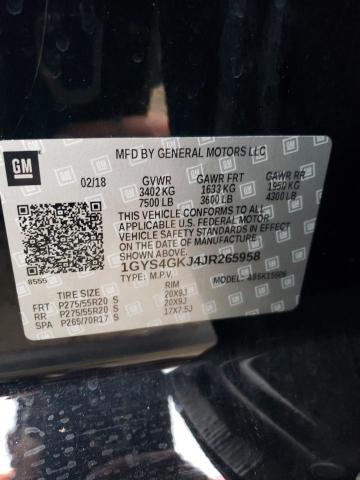 GM
MFD BY GENERAL MOTORS LLC
02/18 GVWR GAWR FRT GAWR RR
3402 KG 1633 KG 1950 KG
7500 LB 3600 LB 4300 LB
THIS VEHICLE CONFORMS TO ALL
APPLICABLE U.S. FEDERAL MOTOR
VEHICLE SAFETY STANDARDS IN EFFECT
ON THE DATE OF MANUFACTURE
SHOWN ABOVE.
1GYS4GKJ4JR265958
8555 TYPE: M.P.V. MODEL:
TIRE SIZE RIM
FRT P275/55R20 S 20X9J
RR P275/55R20 S 20X9J
SPA P265/70R17 S 17X7.5J